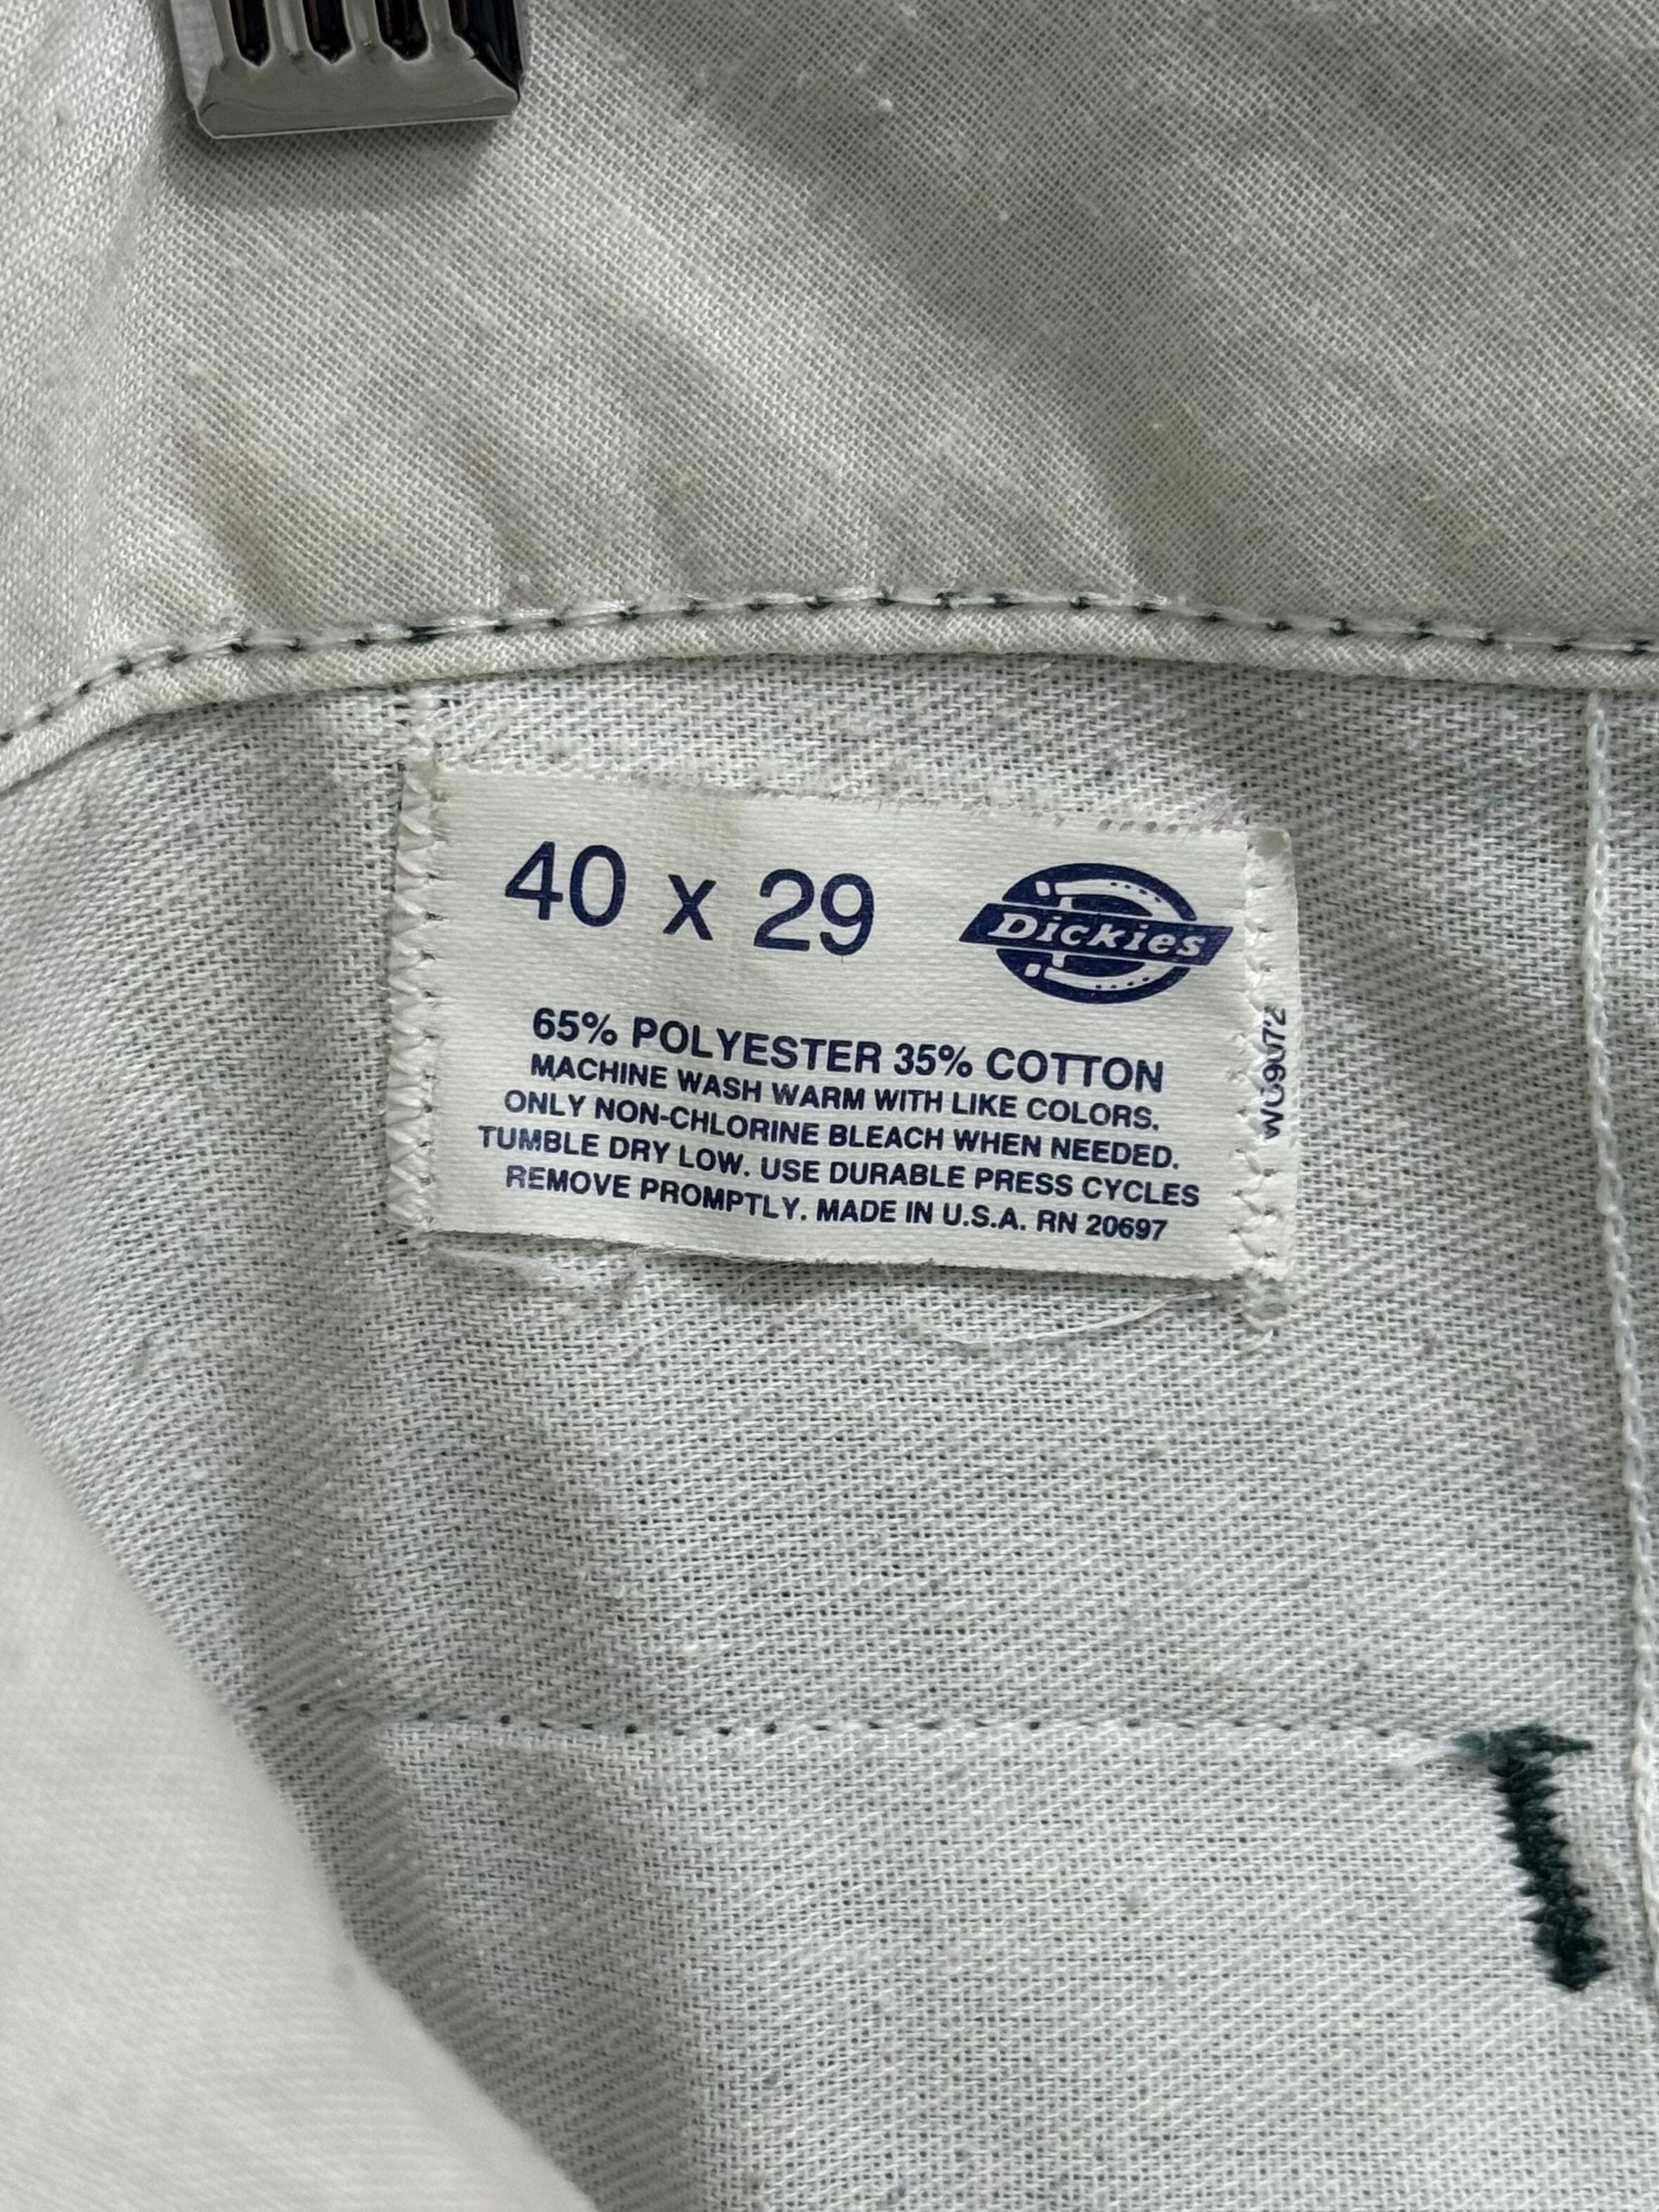 40 x 29
Dickies
65% POLYESTER 35% COTTON
MACHINE WASH WARM WITH LIKE COLORS.
ONLY NON-CHLORINE BLEACH WHEN NEEDED.
TUMBLE DRY LOW. USE DURABLE PRESS CYCLES
REMOVE PROMPTLY. MADE IN U.S.A. RN 20697